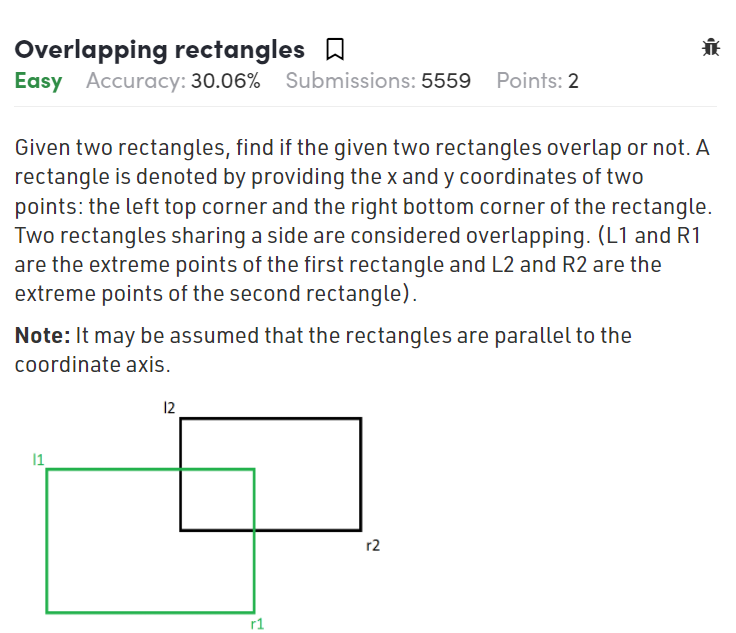 Overlapping rectangles
Easy Accuracy: 30.06% Submissions: 5559 Points: 2
Given two rectangles, find if the given two rectangles overlap or not. A
rectangle is denoted by providing the x and y coordinates of two
points: the left top corner and the right bottom corner of the rectangle.
Two rectangles sharing a side are considered overlapping. (L1 and R1
are the extreme points of the first rectangle and L2 and R2 are the
extreme points of the second rectangle).
Note: It may be assumed that the rectangles are parallel to the
coordinate axis.
l2
l1
r2
r1